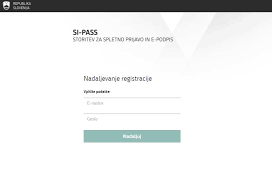 REPUBLIKA
SLOVENIJA
SI-PASS
STORITEV ZA SPLETNO PRIJAVO IN E-PODPIS
Nadaljevanje registracije
Vpišite podatke:
E-naslov
Geslo
Nadaljuj